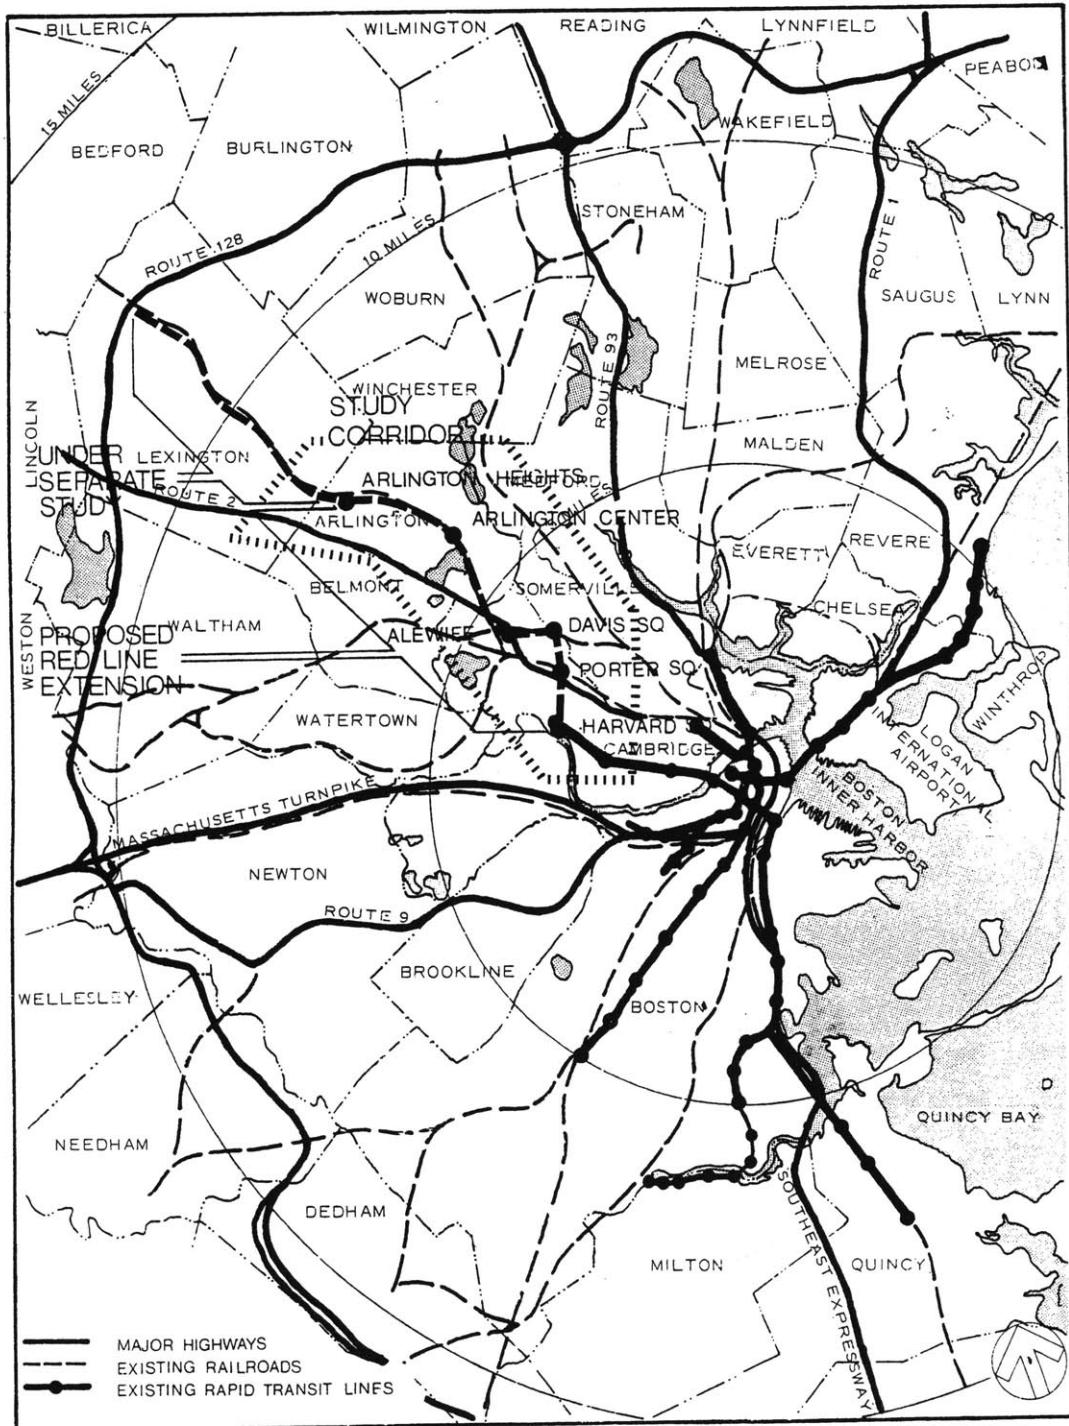 BILLERICA
WILMINGTON
READING
LYNNFIELD
PEABO
15 MILES
BEDFORD
BURLINGTON
WAKEFIELD
STONEHAM
ROUTE 128
10 MILES
ROUTE 1
WOBURN
SAUGUS
LYNN
ROUTE 93
MELROSE
WINCHESTER
STUDY
CORRIDOR
MALDEN
LINCOLN
UNDER
SEPARATE
STUDY
LEXINGTON
ROUTE 2
ARLINGTON HEIGHTS
MEDFORD
MILES
ARLINGTON
ARLINGTON CENTER
EVERETT
REVERE
BELMONT
SOMERVILLE
CHELSEA
WALTHAM
ALEWIFE
DAVIS SQ
WESTON
PROPOSED
RED LINE
EXTENSION
PORTER SQ
WINTHROP
WATERTOWN
HARVARD SQ
CAMBRIDGE
LOGAN
INTERNATIONAL
AIRPORT
BOSTON
INNER HARBOR
MASSACHUSETTS TURNPIKE
NEWTON
ROUTE 9
BROOKLINE
WELLESLEY
BOSTON
QUINCY BAY
NEEDHAM
DEDHAM
MILTON
SOUTHEAST EXPRESSWAY
QUINCY
MAJOR HIGHWAYS
EXISTING RAILROADS
EXISTING RAPID TRANSIT LINES